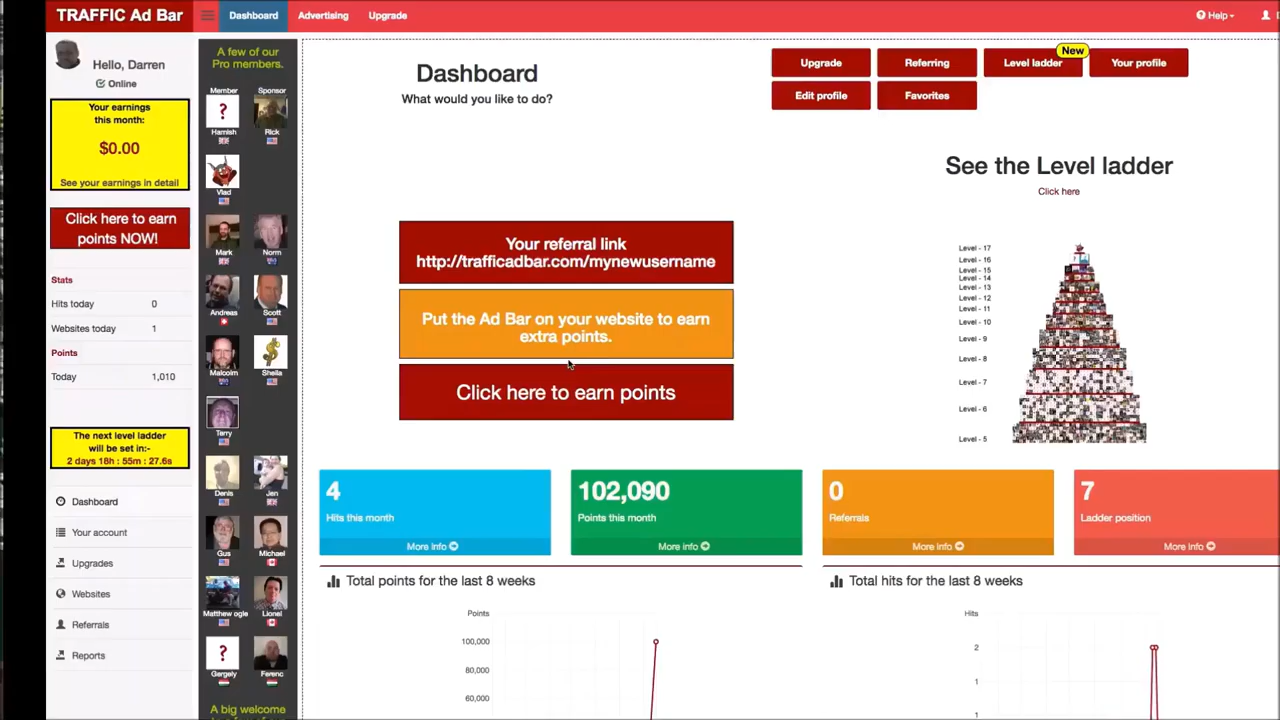 TRAFFIC Ad Bar
Dashboard
Advertising
Upgrade
Help
Hello, Darren
Online
Your earnings
this month:
$0.00
See your earnings in detail
Click here to earn
points NOW!
Stats
Hits today 0
Websites today 1
Points
Today 1,010
The next level ladder
will be set in:-
2 days 18h : 55m : 27.6s
Dashboard
Your account
Upgrades
Websites
Referrals
Reports
A few of our
Pro members.
Member Sponsor
?
Hamish Rick
Vlad
Mark Norm
Andreas Scott
Malcolm Sheila
Terry
Denis Jen
Gus Michael
Matthew ogle Lionel
?
Gergely Ferenc
A big welcome
Dashboard
What would you like to do?
Upgrade
Referring
Level ladder
New
Your profile
Edit profile
Favorites
Your referral link
http://trafficadbar.com/mynewusername
Put the Ad Bar on your website to earn
extra points.
Click here to earn points
See the Level ladder
Click here
Level - 17
Level - 16
Level - 15
Level - 14
Level - 13
Level - 12
Level - 11
Level - 10
Level - 9
Level - 8
Level - 7
Level - 6
Level - 5
4
Hits this month
More info
102,090
Points this month
More info
0
Referrals
More info
7
Ladder position
More info
Total points for the last 8 weeks
Points
100,000
80,000
60,000
Total hits for the last 8 weeks
Hits
2
1
1